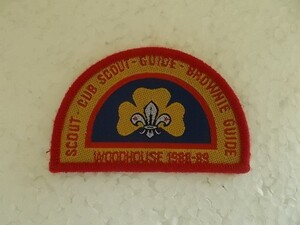 SCOUT - CUB SCOUT - GUIDE - BROWNIE GUIDE
WOODHOUSE 1988-89